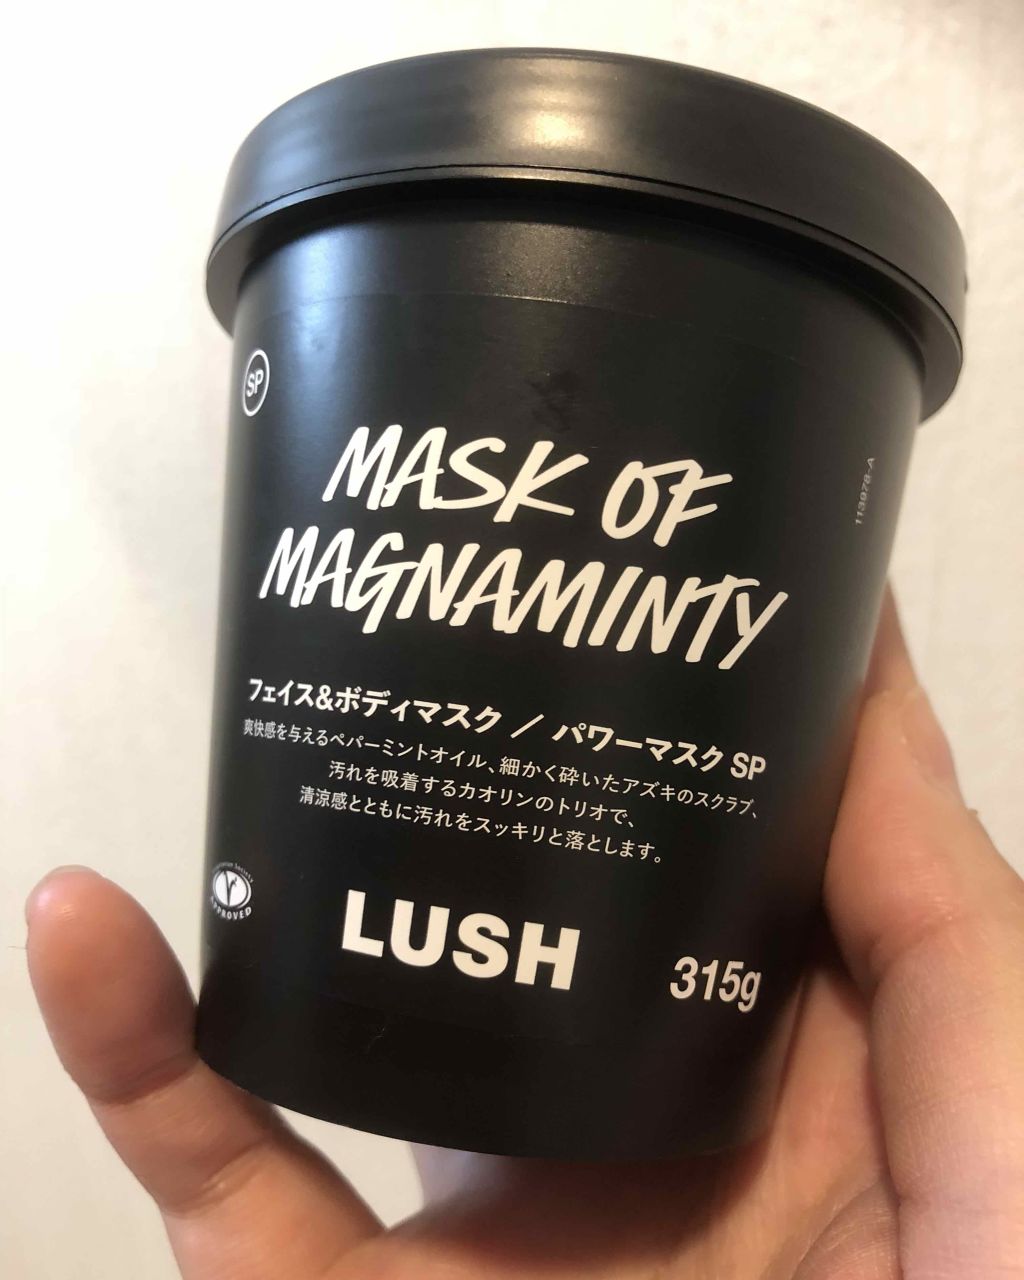 SP
MASK OF
MAGNAMINTY
113978-A
フェイス&ボディマスク / パワーマスク SP
爽快感を与えるペパーミントオイル、細かく砕いたアズキのスクラブ、
汚れを吸着するカオリンのトリオで、
清涼感とともに汚れをスッキリと落とします。
APPROVED
LUSH
315g